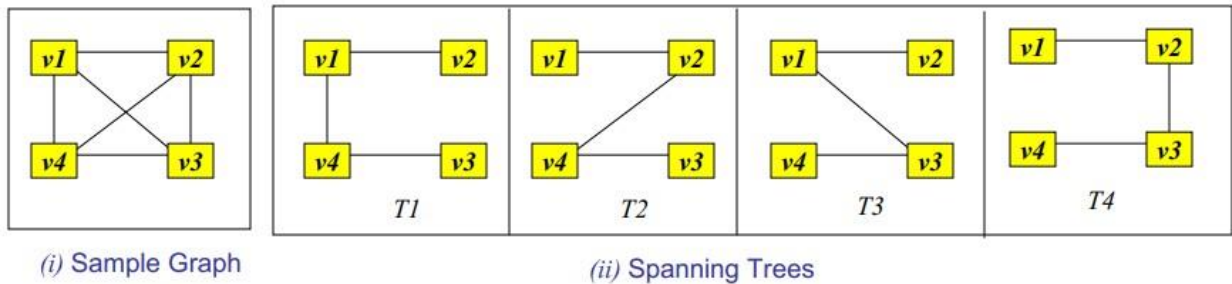 v1 v2 v1 v2 v1 v2 v1 v2 v1 v2
v4 v3 v4 v3 v4 v3 v4 v3 v4 v3
T1 T2 T3 T4
(i) Sample Graph (ii) Spanning Trees